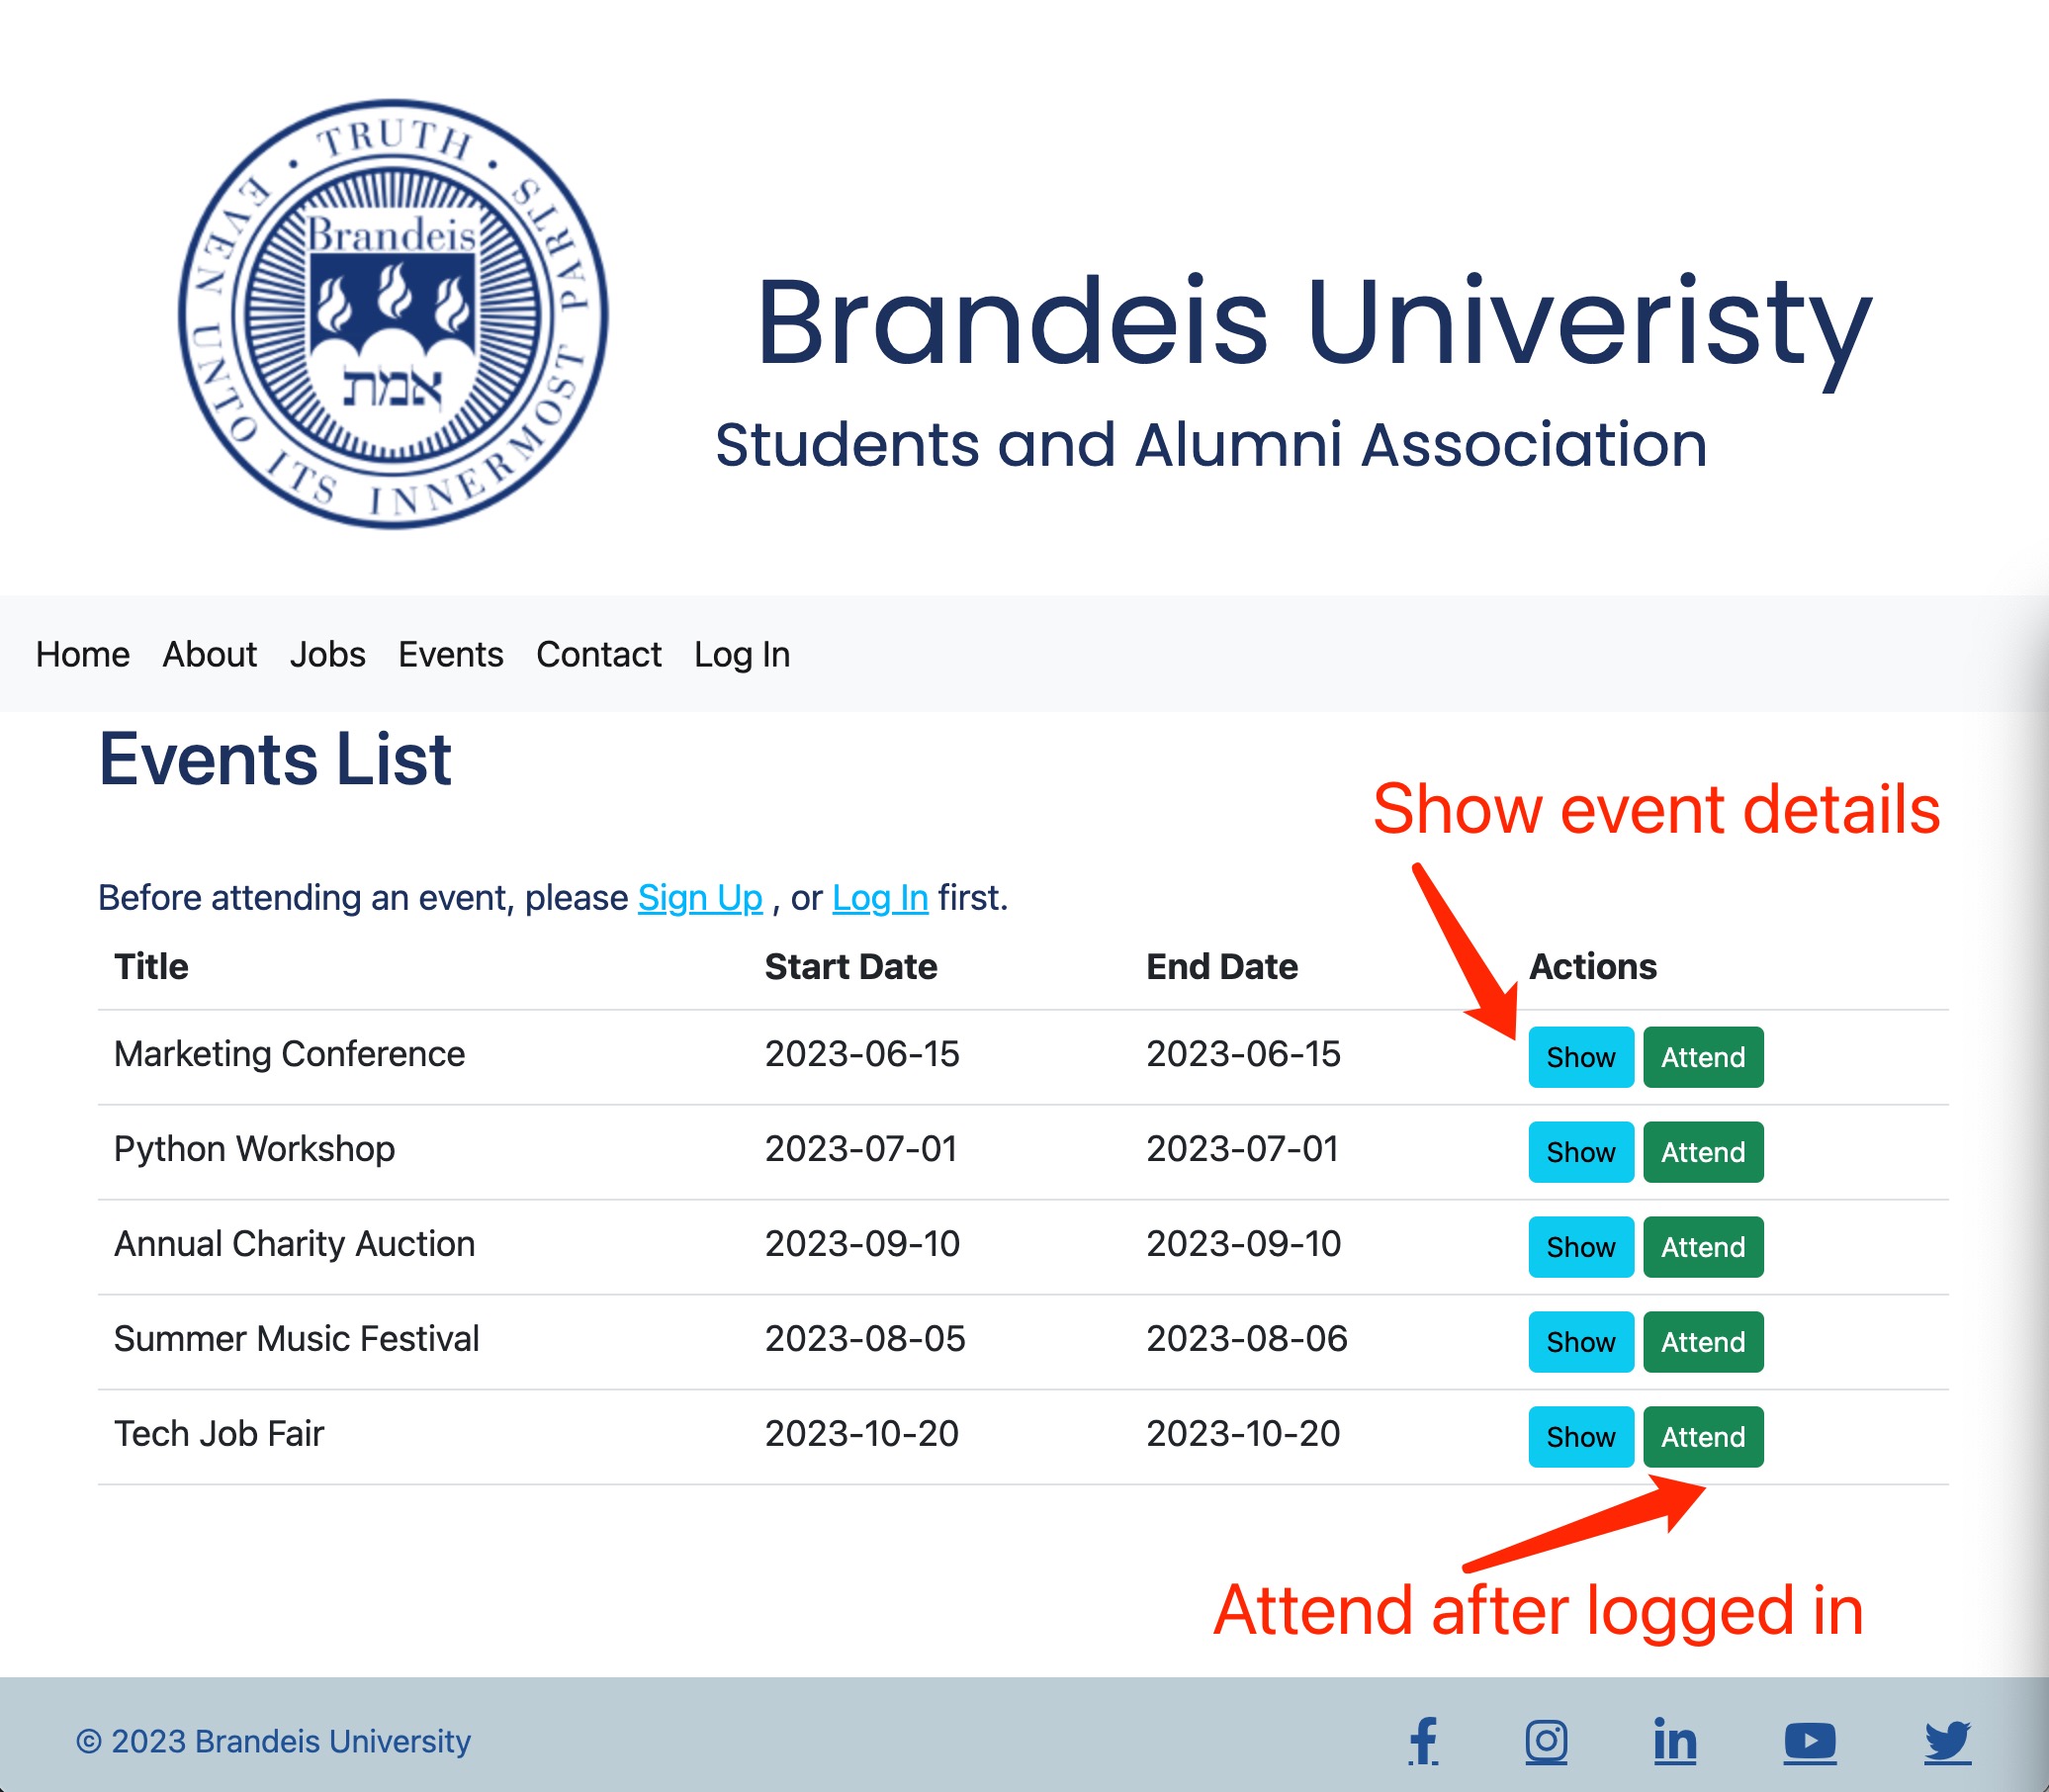 EVEN UNTO ITS INNERMOST PARTS • TRUTH •
Brandeis
אמת
Brandeis Univeristy
Students and Alumni Association
Home About Jobs Events Contact Log In
Events List
Show event details
Before attending an event, please Sign Up , or Log In first.
Title Start Date End Date Actions
Marketing Conference 2023-06-15 2023-06-15 Show Attend
Python Workshop 2023-07-01 2023-07-01 Show Attend
Annual Charity Auction 2023-09-10 2023-09-10 Show Attend
Summer Music Festival 2023-08-05 2023-08-06 Show Attend
Tech Job Fair 2023-10-20 2023-10-20 Show Attend
Attend after logged in
© 2023 Brandeis University